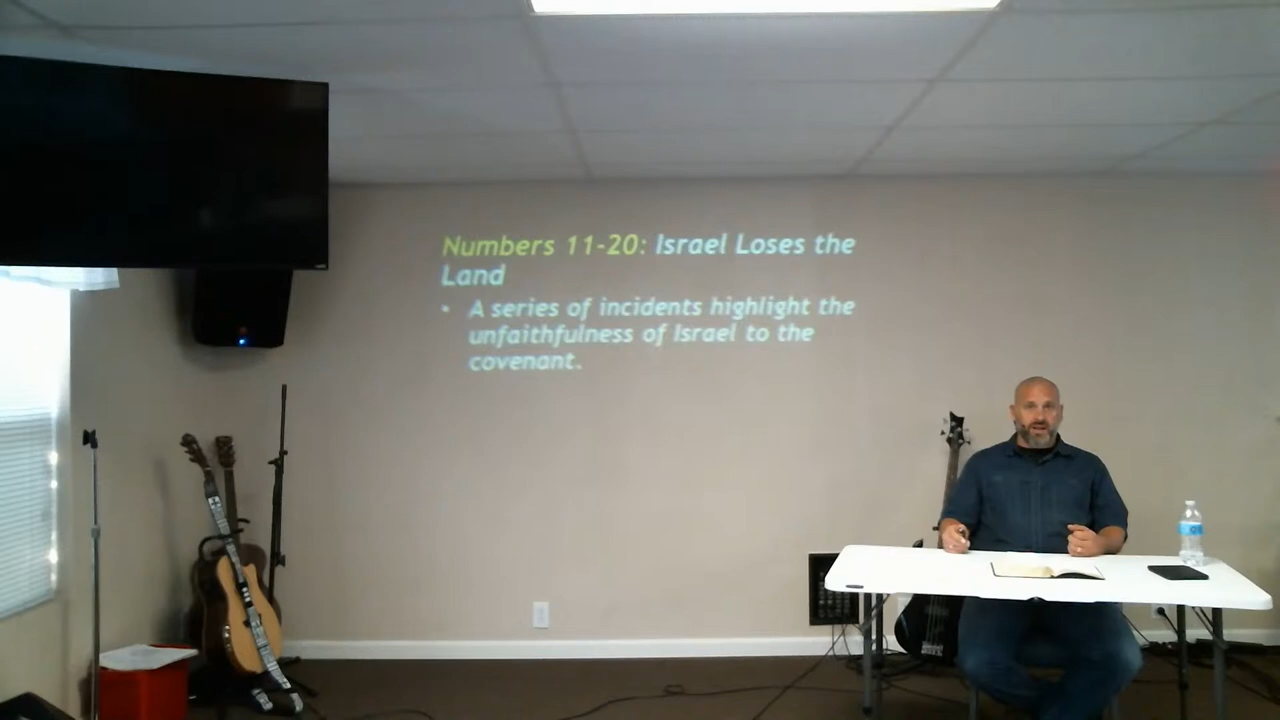 Numbers 11-20: Israel Loses the
Land
• A series of incidents highlight the
unfaithfulness of Israel to the
covenant.